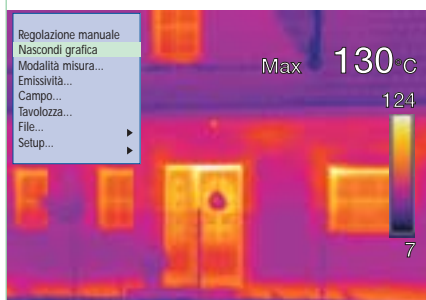 Regolazione manuale
Nascondi grafica
Modalità misura...
Emissività...
Campo...
Tavolozza...
File...
Setup...
Max 130°C
124
7